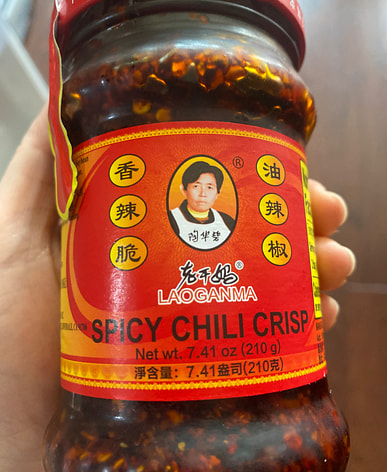 香辣脆
油辣椒
®
陶华碧
老干妈®
LAOGANMA
SPICY CHILI CRISP
Net wt. 7.41 oz (210 g)
淨含量：7.41盎司(210克)